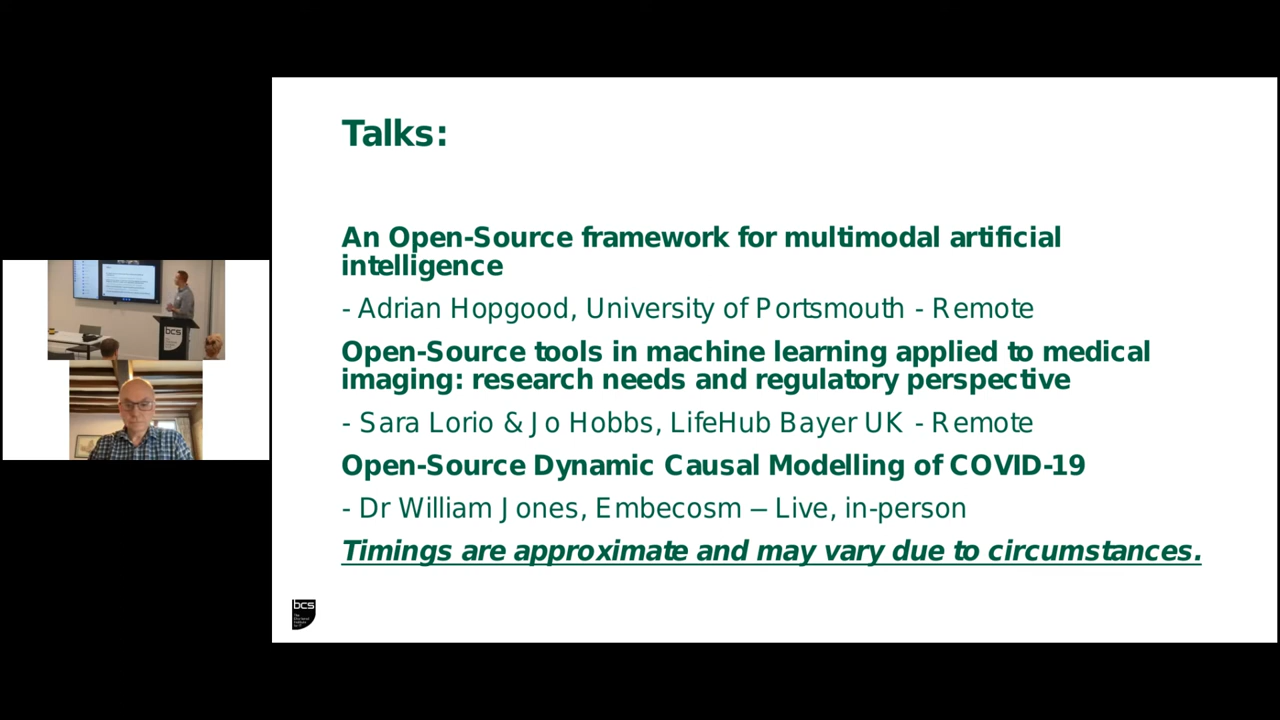 Talks:
An Open-Source framework for multimodal artificial
intelligence
- Adrian Hopgood, University of Portsmouth - Remote
Open-Source tools in machine learning applied to medical
imaging: research needs and regulatory perspective
- Sara Lorio & Jo Hobbs, LifeHub Bayer UK - Remote
Open-Source Dynamic Causal Modelling of COVID-19
- Dr William Jones, Embecosm – Live, in-person
Timings are approximate and may vary due to circumstances.
bcs
bcs